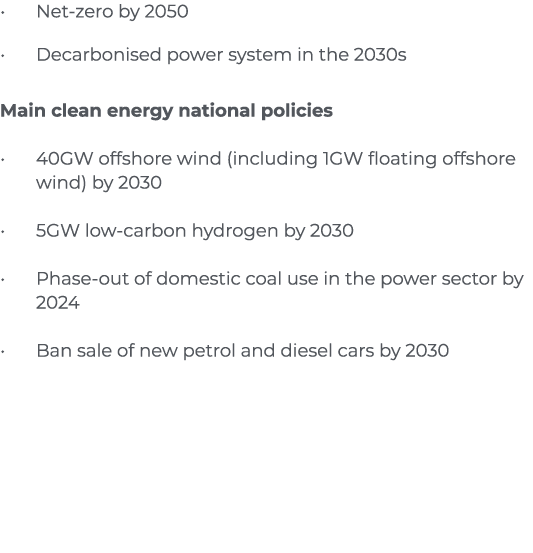 · Net-zero by 2050
· Decarbonised power system in the 2030s
Main clean energy national policies
· 40GW offshore wind (including 1GW floating offshore
wind) by 2030
· 5GW low-carbon hydrogen by 2030
· Phase-out of domestic coal use in the power sector by
2024
· Ban sale of new petrol and diesel cars by 2030